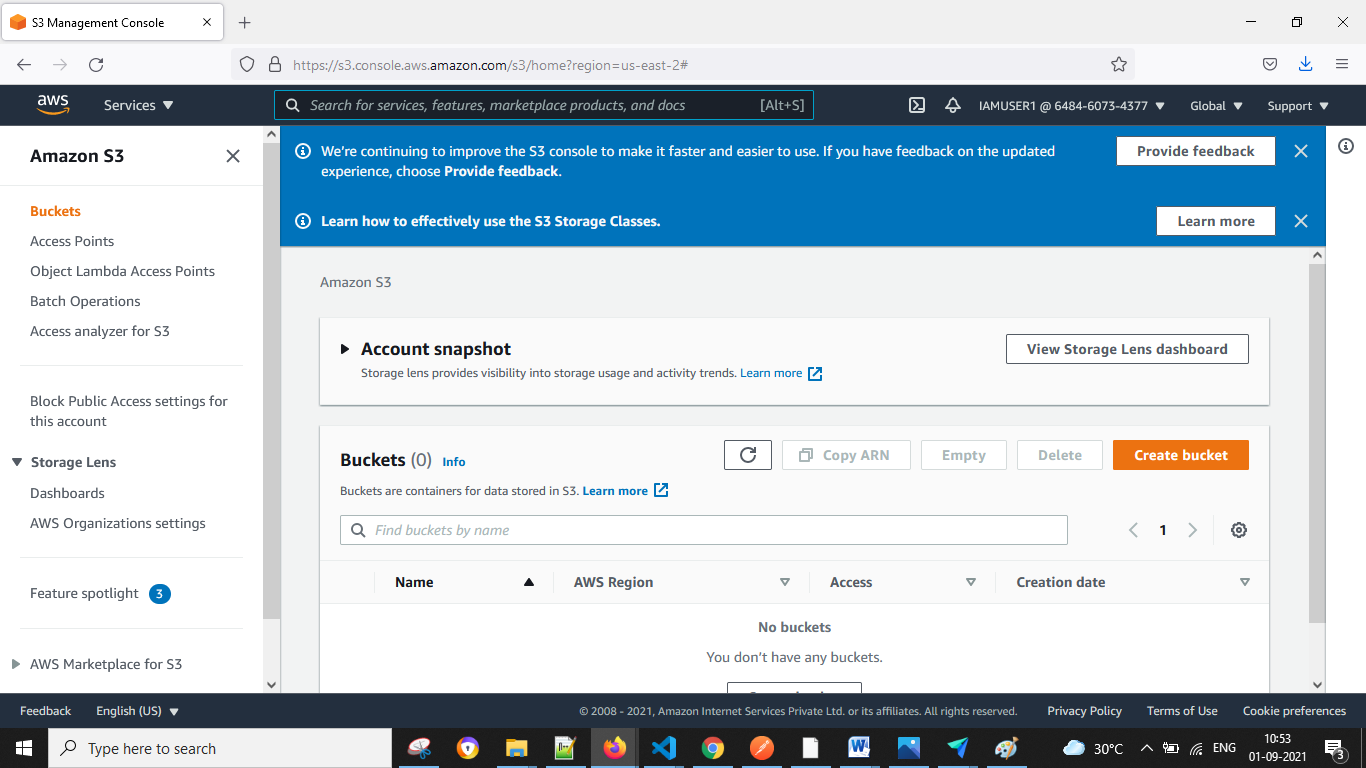 S3 Management Console
https://s3.console.aws.amazon.com/s3/home?region=us-east-2#
aws
Services
Search for services, features, marketplace products, and docs
[Alt+S]
IAMUSER1 @ 6484-6073-4377
Global
Support
Amazon S3
Buckets
Access Points
Object Lambda Access Points
Batch Operations
Access analyzer for S3
Block Public Access settings for
this account
Storage Lens
Dashboards
AWS Organizations settings
Feature spotlight
3
AWS Marketplace for S3
We're continuing to improve the S3 console to make it faster and easier to use. If you have feedback on the updated
experience, choose Provide feedback.
Provide feedback
Learn how to effectively use the S3 Storage Classes.
Learn more
Amazon S3
Account snapshot
Storage lens provides visibility into storage usage and activity trends. Learn more
View Storage Lens dashboard
Buckets (0) Info
Buckets are containers for data stored in S3. Learn more
Copy ARN
Empty
Delete
Create bucket
Find buckets by name
1
Name
AWS Region
Access
Creation date
No buckets
You don't have any buckets.
Feedback
English (US)
© 2008 - 2021, Amazon Internet Services Private Ltd. or its affiliates. All rights reserved.
Privacy Policy
Terms of Use
Cookie preferences
Type here to search
30°C
ENG
10:53
01-09-2021
3